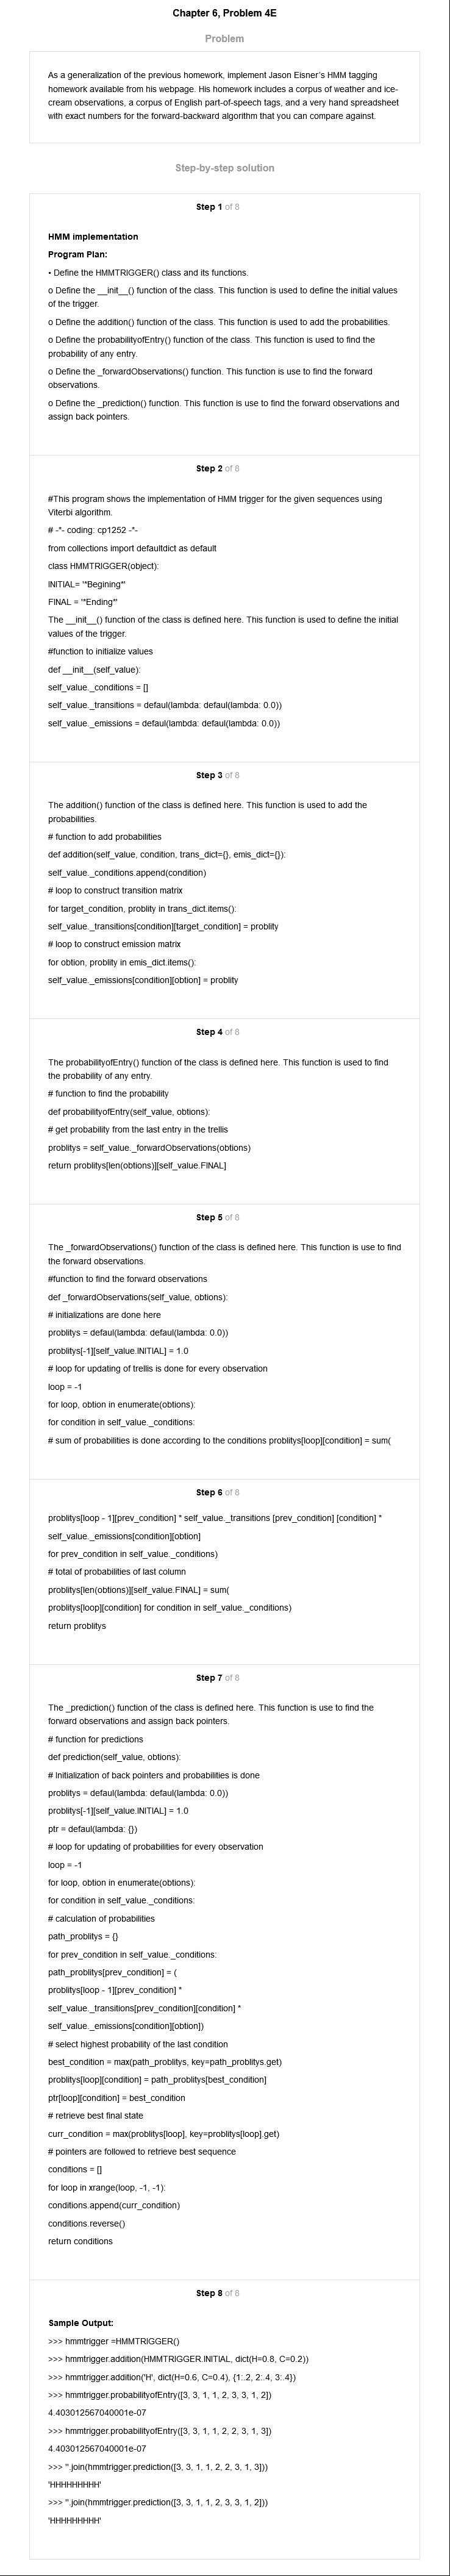 Chapter 6, Problem 4E
Problem
As a generalization of the previous homework, implement Jason Eisner's HMM tagging
homework available from his webpage. His homework includes a corpus of weather and ice-
cream observations, a corpus of English part-of-speech tags, and a very hand spreadsheet
with exact numbers for the forward-backward algorithm that you can compare against.
Step-by-step solution
Step 1 of 8
HMM implementation
Program Plan:
• Define the HMMTRIGGER() class and its functions.
o Define the __init__() function of the class. This function is used to define the initial values
of the trigger.
o Define the addition() function of the class. This function is used to add the probabilities.
o Define the probabilityofEntry() function of the class. This function is used to find the
probability of any entry.
o Define the _forwardObservations() function. This function is use to find the forward
observations.
o Define the _prediction() function. This function is use to find the forward observations and
assign back pointers.
Step 2 of 8
#This program shows the implementation of HMM trigger for the given sequences using
Viterbi algorithm.
# -*- coding: cp1252 -*-
from collections import defaultdict as default
class HMMTRIGGER(object):
INITIAL= '*Begining*'
FINAL = '*Ending*'
The __init__() function of the class is defined here. This function is used to define the initial
values of the trigger.
#function to initialize values
def __init__(self_value):
self_value._conditions = []
self_value._transitions = defaul(lambda: defaul(lambda: 0.0))
self_value._emissions = defaul(lambda: defaul(lambda: 0.0))
Step 3 of 8
The addition() function of the class is defined here. This function is used to add the
probabilities.
# function to add probabilities
def addition(self_value, condition, trans_dict={}, emis_dict={}):
self_value._conditions.append(condition)
# loop to construct transition matrix
for target_condition, problity in trans_dict.items():
self_value._transitions[condition][target_condition] = problity
# loop to construct emission matrix
for obtion, problity in emis_dict.items():
self_value._emissions[condition][obtion] = problity
Step 4 of 8
The probabilityofEntry() function of the class is defined here. This function is used to find
the probability of any entry.
# function to find the probability
def probabilityofEntry(self_value, obtions):
# get probability from the last entry in the trellis
problitys = self_value._forwardObservations(obtions)
return problitys[len(obtions)][self_value.FINAL]
Step 5 of 8
The _forwardObservations() function of the class is defined here. This function is use to find
the forward observations.
#function to find the forward observations
def _forwardObservations(self_value, obtions):
# initializations are done here
problitys = defaul(lambda: defaul(lambda: 0.0))
problitys[-1][self_value.INITIAL] = 1.0
# loop for updating of trellis is done for every observation
loop = -1
for loop, obtion in enumerate(obtions):
for condition in self_value._conditions:
# sum of probabilities is done according to the conditions problitys[loop][condition] = sum(
Step 6 of 8
problitys[loop - 1][prev_condition] * self_value._transitions [prev_condition] [condition] *
self_value._emissions[condition][obtion]
for prev_condition in self_value._conditions)
# total of probabilities of last column
problitys[len(obtions)][self_value.FINAL] = sum(
problitys[loop][condition] for condition in self_value._conditions)
return problitys
Step 7 of 8
The _prediction() function of the class is defined here. This function is use to find the
forward observations and assign back pointers.
# function for predictions
def prediction(self_value, obtions):
# Initialization of back pointers and probabilities is done
problitys = defaul(lambda: defaul(lambda: 0.0))
problitys[-1][self_value.INITIAL] = 1.0
ptr = defaul(lambda: {})
# loop for updating of probabilities for every observation
loop = -1
for loop, obtion in enumerate(obtions):
for condition in self_value._conditions:
# calculation of probabilities
path_problitys = {}
for prev_condition in self_value._conditions:
path_problitys[prev_condition] = (
problitys[loop - 1][prev_condition] *
self_value._transitions[prev_condition][condition] *
self_value._emissions[condition][obtion])
# select highest probability of the last condition
best_condition = max(path_problitys, key=path_problitys.get)
problitys[loop][condition] = path_problitys[best_condition]
ptr[loop][condition] = best_condition
# retrieve best final state
curr_condition = max(problitys[loop], key=problitys[loop].get)
# pointers are followed to retrieve best sequence
conditions = []
for loop in xrange(loop, -1, -1):
conditions.append(curr_condition)
conditions.reverse()
return conditions
Step 8 of 8
Sample Output:
>>> hmmtrigger =HMMTRIGGER()
>>> hmmtrigger.addition(HMMTRIGGER.INITIAL, dict(H=0.8, C=0.2))
>>> hmmtrigger.addition('H', dict(H=0.6, C=0.4), {1:.2, 2:.4, 3:.4})
>>> hmmtrigger.probabilityofEntry([3, 3, 1, 1, 2, 3, 3, 1, 2])
4.403012567040001e-07
>>> hmmtrigger.probabilityofEntry([3, 3, 1, 1, 2, 2, 3, 1, 3])
4.403012567040001e-07
>>> ''.join(hmmtrigger.prediction([3, 3, 1, 1, 2, 2, 3, 1, 3]))
'HHHHHHHHH'
>>> ''.join(hmmtrigger.prediction([3, 3, 1, 1, 2, 3, 3, 1, 2]))
'HHHHHHHHH'